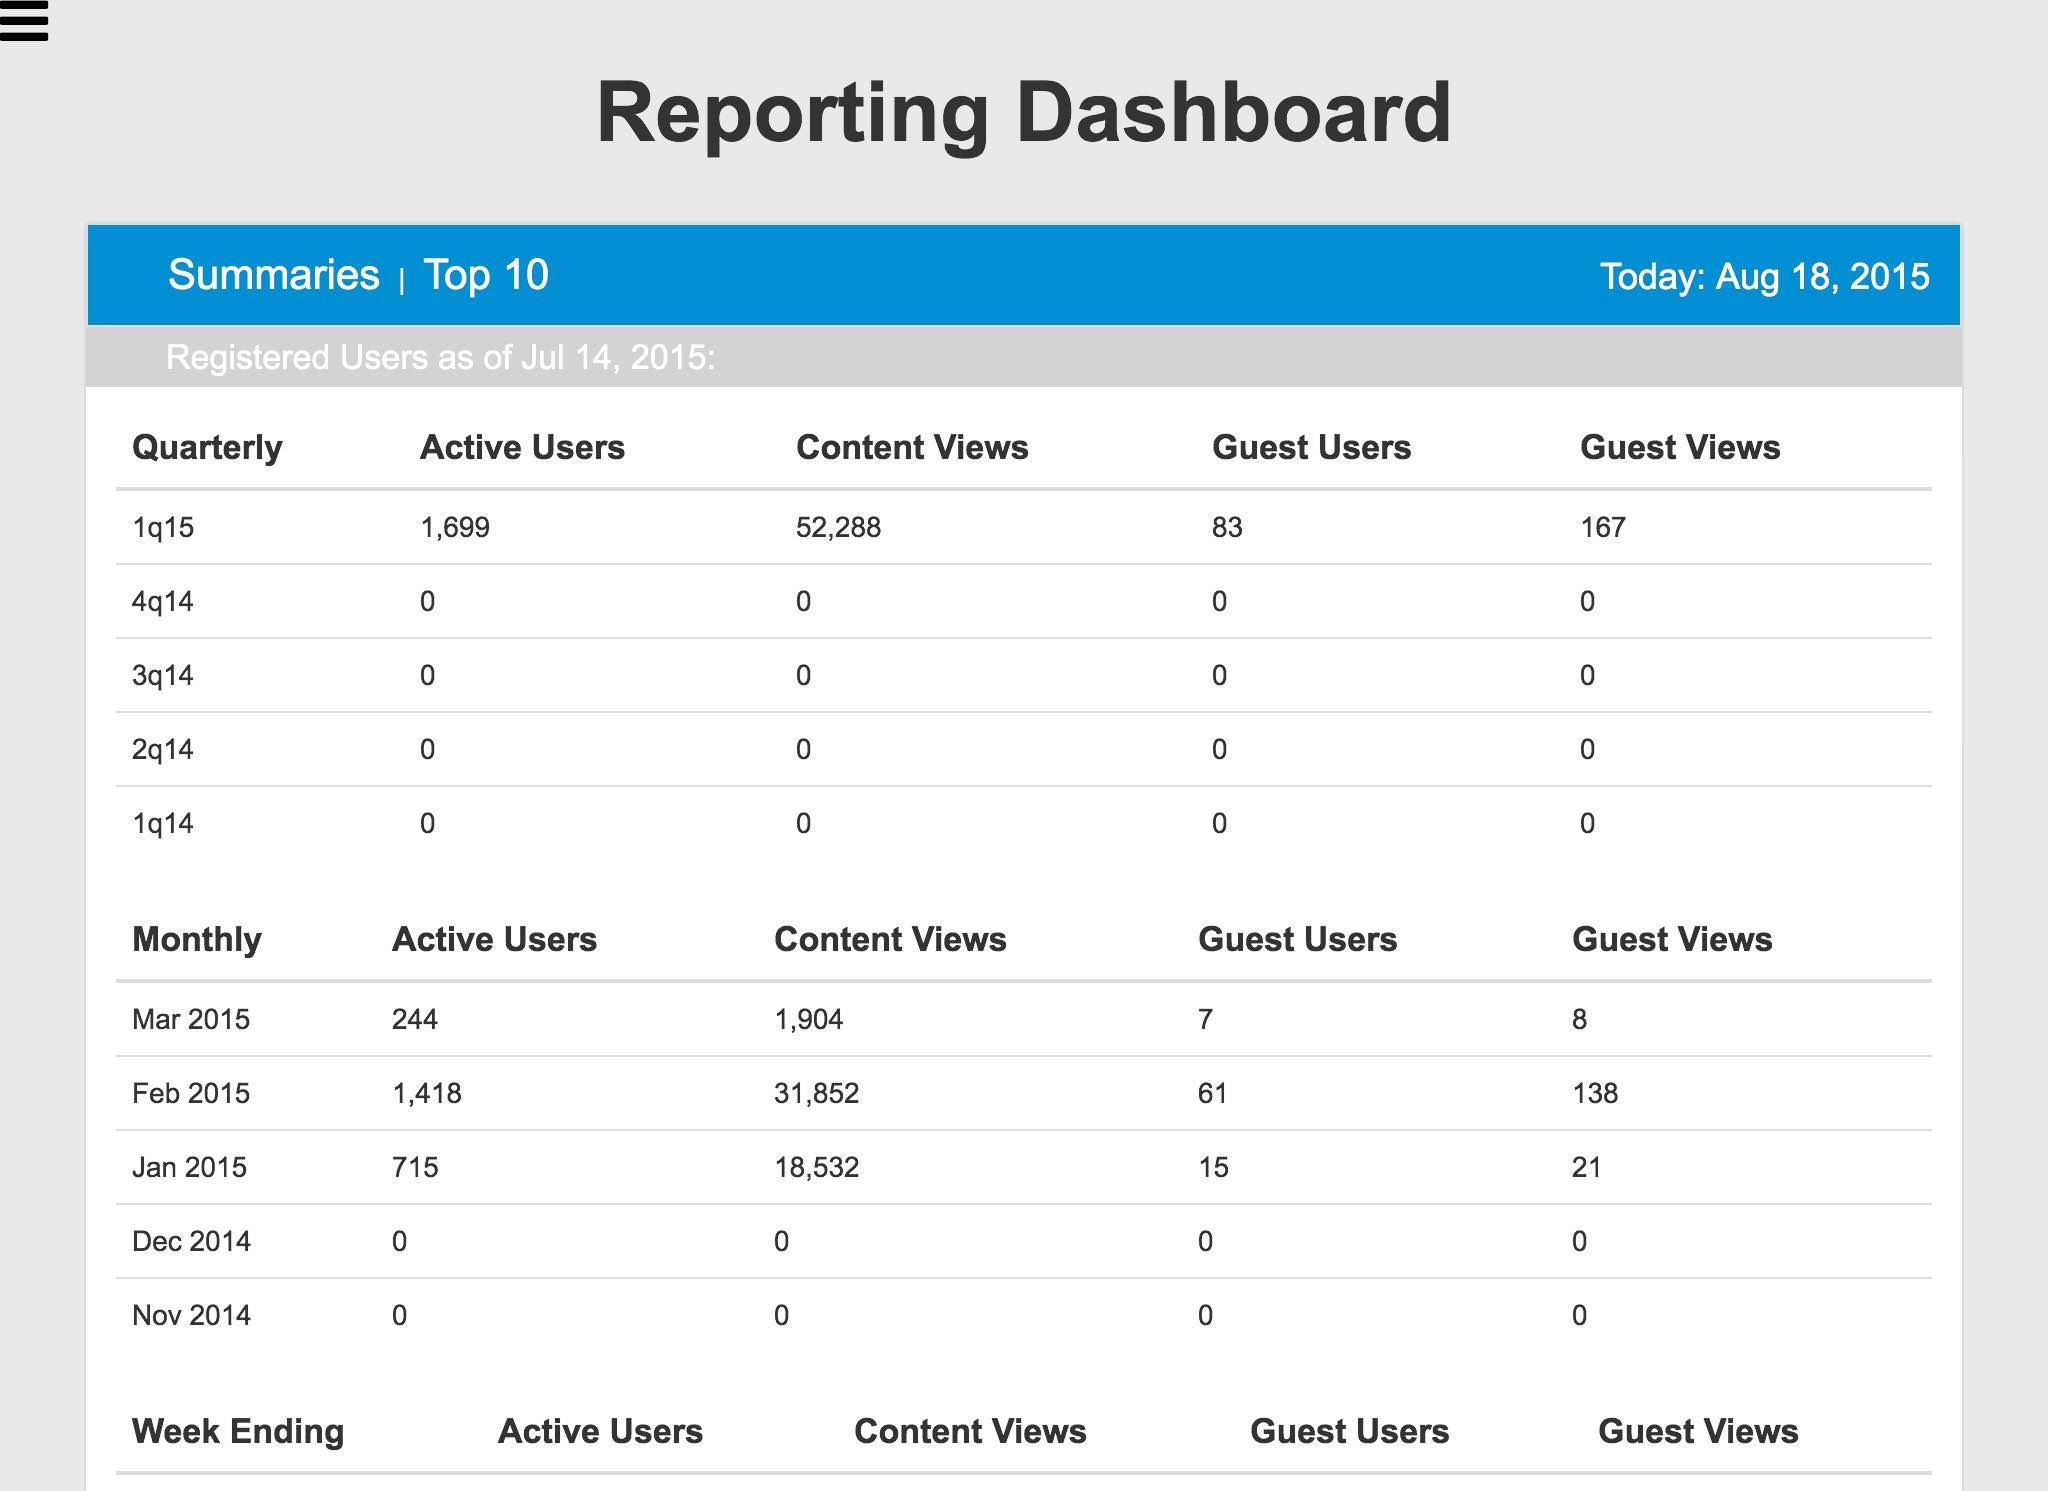 Reporting Dashboard
Summaries | Top 10 Today: Aug 18, 2015
Registered Users as of Jul 14, 2015:
Quarterly Active Users Content Views Guest Users Guest Views
1q15 1,699 52,288 83 167
4q14 0 0 0 0
3q14 0 0 0 0
2q14 0 0 0 0
1q14 0 0 0 0
Monthly Active Users Content Views Guest Users Guest Views
Mar 2015 244 1,904 7 8
Feb 2015 1,418 31,852 61 138
Jan 2015 715 18,532 15 21
Dec 2014 0 0 0 0
Nov 2014 0 0 0 0
Week Ending Active Users Content Views Guest Users Guest Views